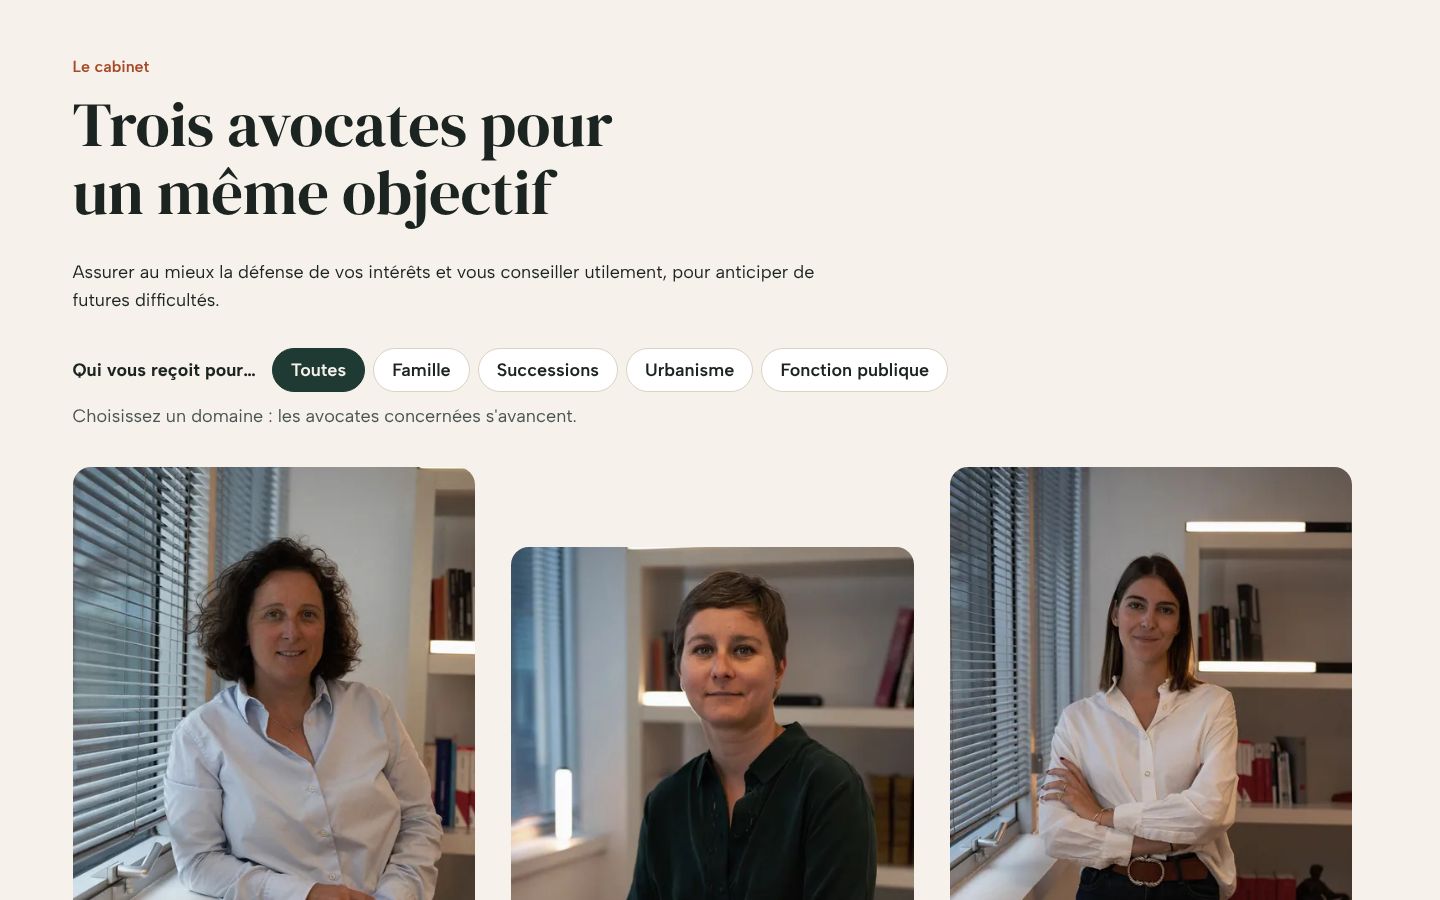 Le cabinet
Trois avocates pour
un même objectif
Assurer au mieux la défense de vos intérêts et vous conseiller utilement, pour anticiper de
futures difficultés.
Qui vous reçoit pour... Toutes Famille Successions Urbanisme Fonction publique
Choisissez un domaine : les avocates concernées s'avancent.